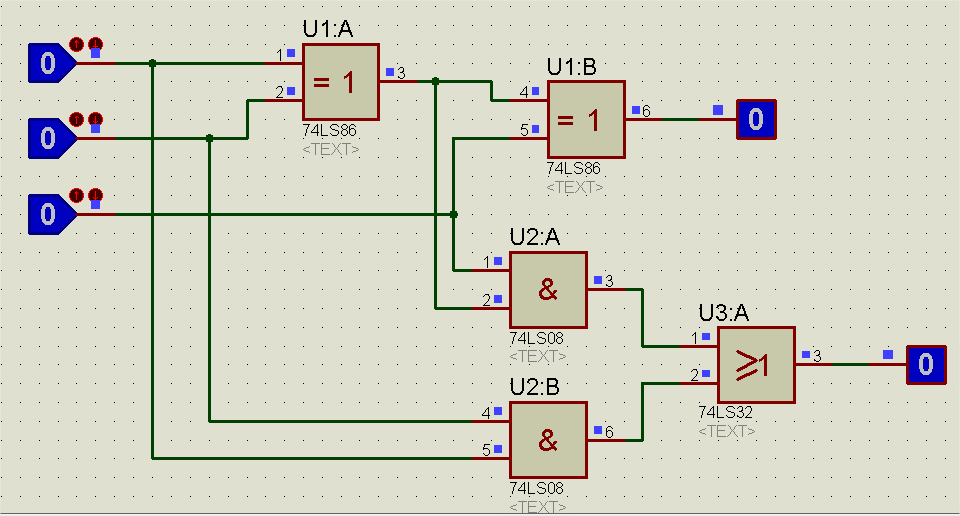 U1:A
0
1
= 1
3
2
74LS86
<TEXT>
U1:B
4
= 1
6
0
5
74LS86
<TEXT>
0
0
U2:A
1
&
3
2
74LS08
<TEXT>
U3:A
1
≥1
3
0
2
74LS32
<TEXT>
U2:B
4
&
6
5
74LS08
<TEXT>